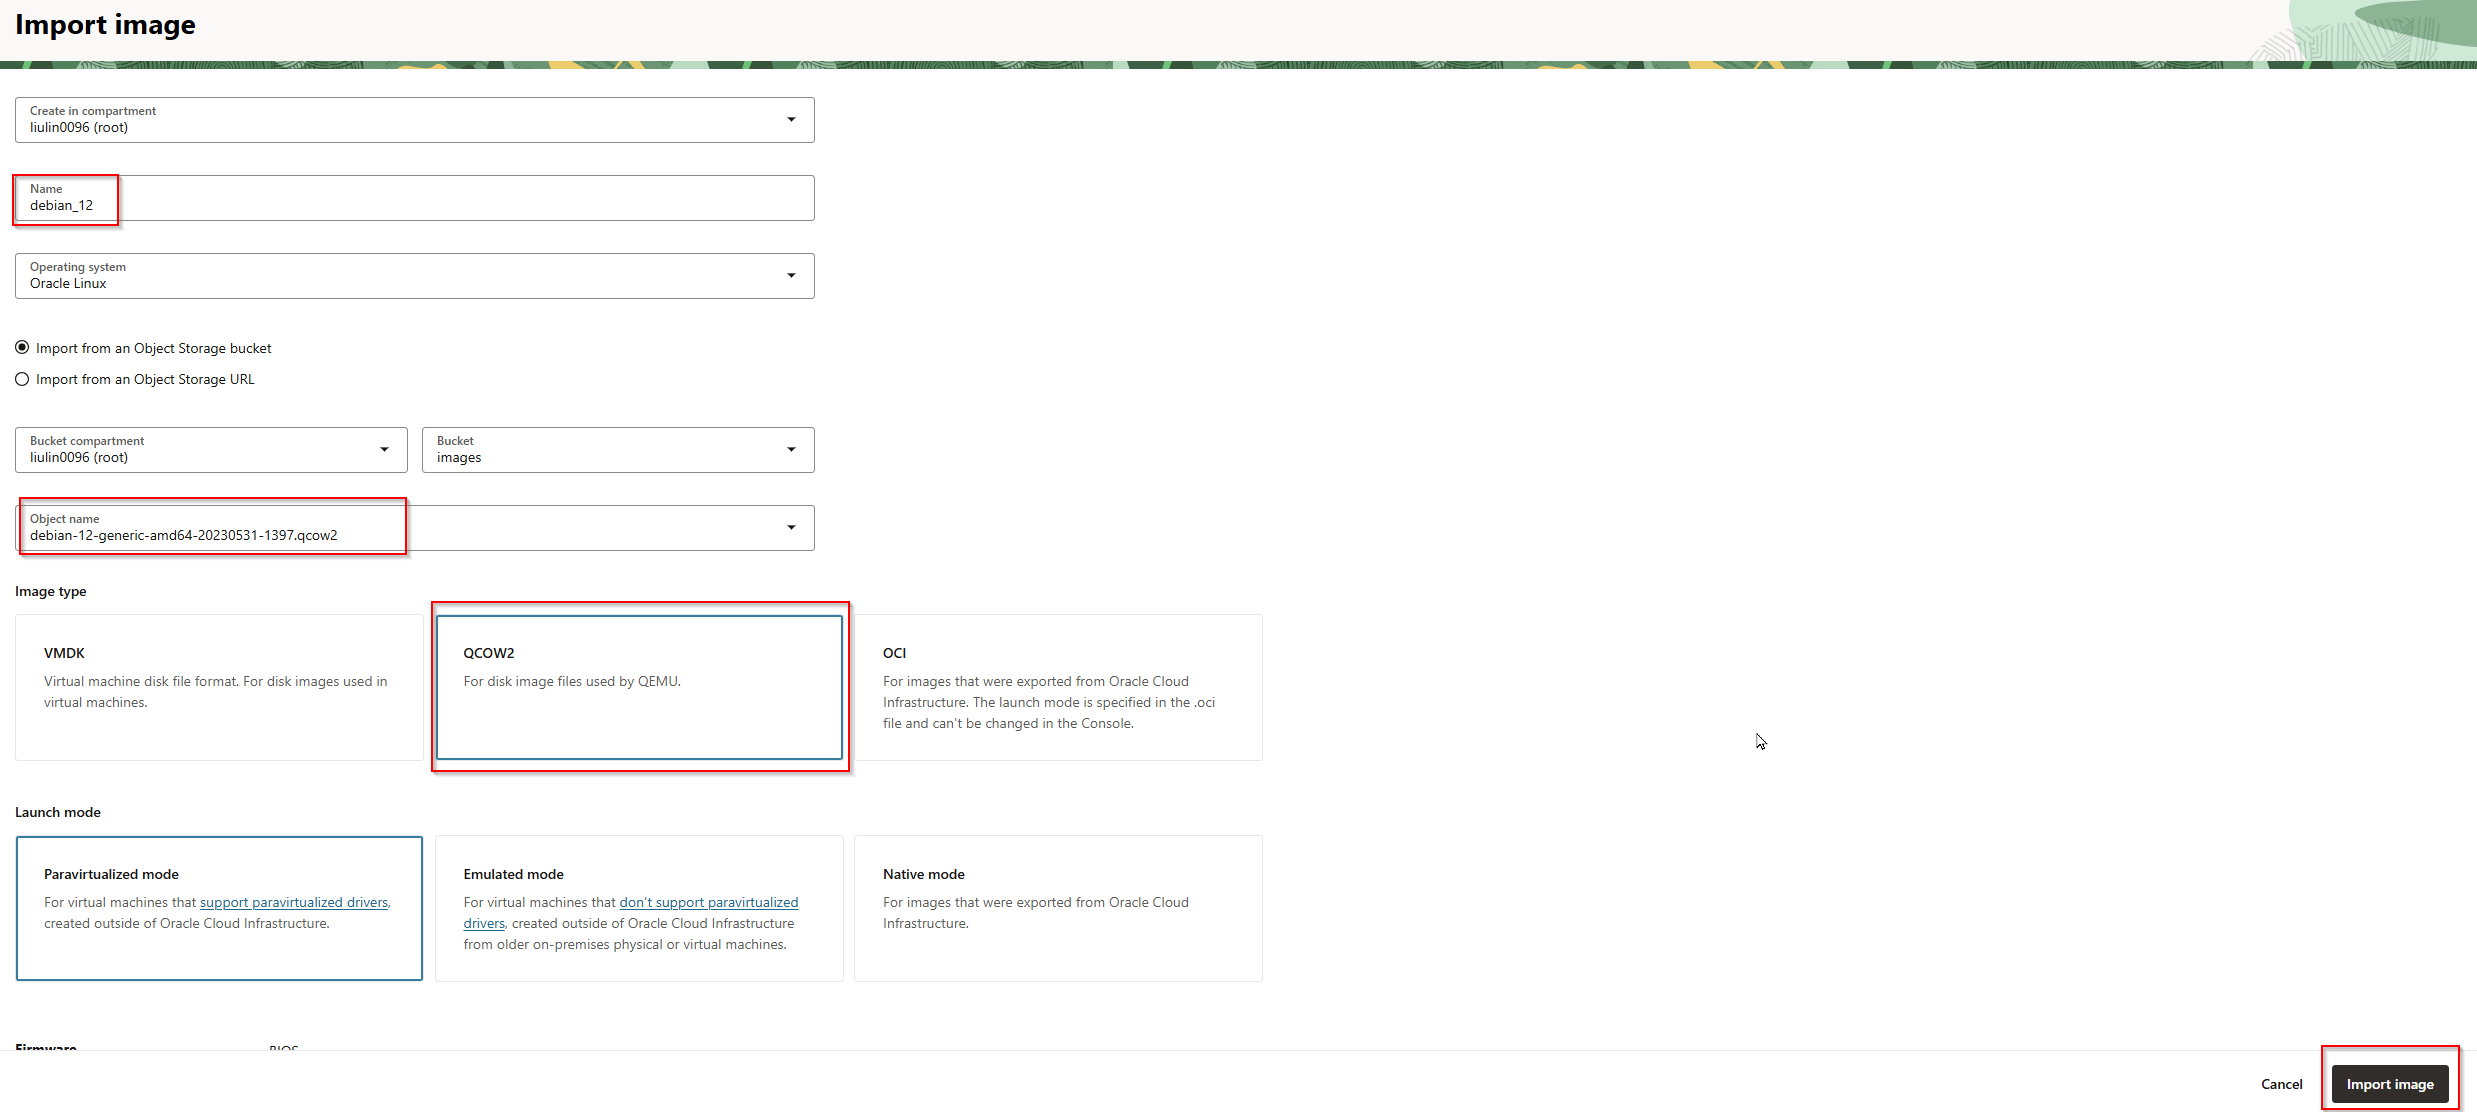 Import image
Create in compartment
liulin0096 (root)
Name
debian_12
Operating system
Oracle Linux
Import from an Object Storage bucket
Import from an Object Storage URL
Bucket compartment
liulin0096 (root)
Bucket
images
Object name
debian-12-generic-amd64-20230531-1397.qcow2
Image type
VMDK
Virtual machine disk file format. For disk images used in
virtual machines.
QCOW2
For disk image files used by QEMU.
OCI
For images that were exported from Oracle Cloud
Infrastructure. The launch mode is specified in the .oci
file and can't be changed in the Console.
Launch mode
Paravirtualized mode
For virtual machines that support paravirtualized drivers,
created outside of Oracle Cloud Infrastructure.
Emulated mode
For virtual machines that don't support paravirtualized
drivers, created outside of Oracle Cloud Infrastructure
from older on-premises physical or virtual machines.
Native mode
For images that were exported from Oracle Cloud
Infrastructure.
Firmware
BIOS
Cancel
Import image